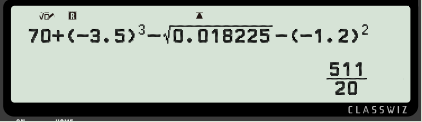 √▱ R
70+(-3.5)³-√0.018225-(-1.2)²
511
20
CLASSWIZ